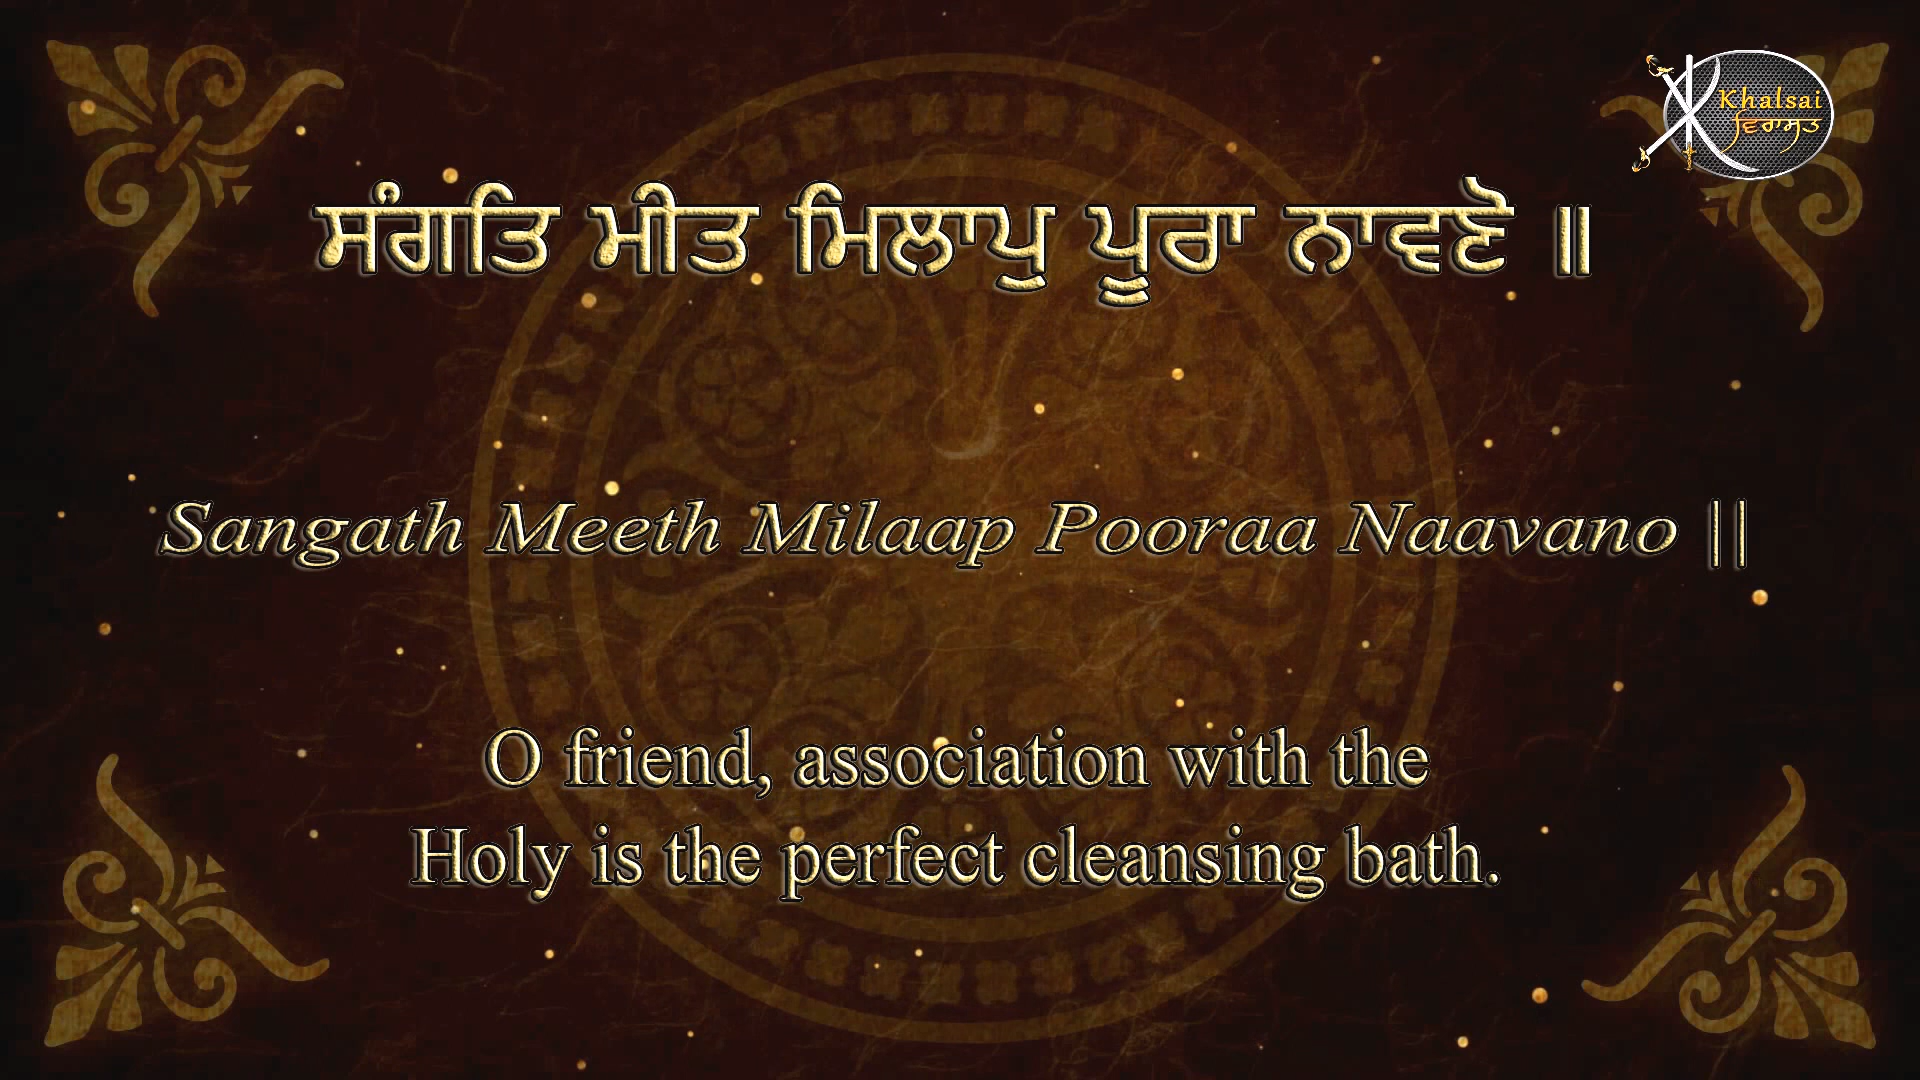 Khalsai
ਵਿਰਾਸਤ
ਸੰਗਤਿ ਮੀਤ ਮਿਲਾਪੁ ਪੂਰਾ ਨਾਵਣੋ ॥
Sangath Meeth Milaap Pooraa Naavano ||
O friend, association with the
Holy is the perfect cleansing bath.